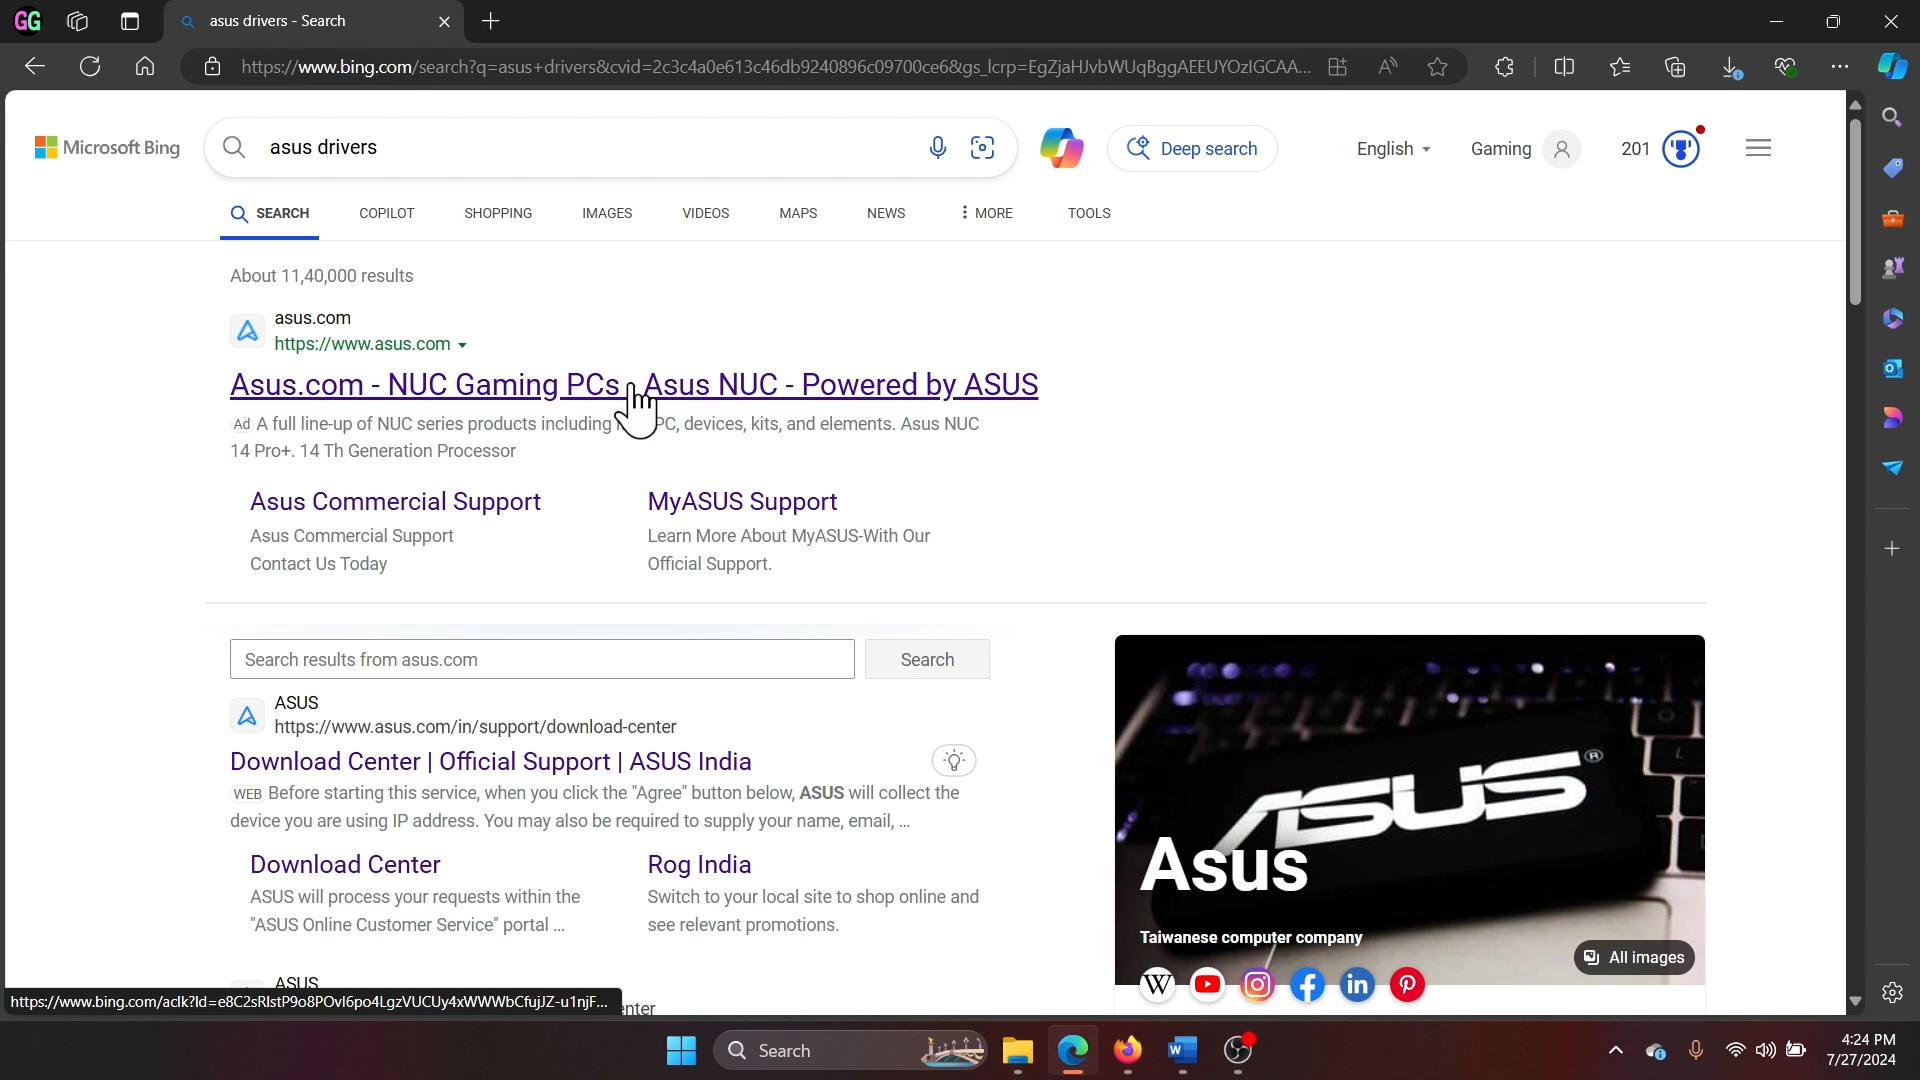 GG
asus drivers - Search
https://www.bing.com/search?q=asus+drivers&cvid=2c3c4a0e613c46db9240896c09700ce6&gs_lcrp=EgZjaHJvbWUqBggAEEUYOzIGCAA...
Microsoft Bing
asus drivers
Deep search
English
Gaming
201
SEARCH
COPILOT
SHOPPING
IMAGES
VIDEOS
MAPS
NEWS
MORE
TOOLS
About 11,40,000 results
asus.com
https://www.asus.com
Asus.com - NUC Gaming PCs - Asus NUC - Powered by ASUS
Ad A full line-up of NUC series products including PC, devices, kits, and elements. Asus NUC
14 Pro+. 14 Th Generation Processor
Asus Commercial Support
Asus Commercial Support
Contact Us Today
MyASUS Support
Learn More About MyASUS-With Our
Official Support.
Search results from asus.com
Search
ASUS
https://www.asus.com/in/support/download-center
Download Center | Official Support | ASUS India
WEB Before starting this service, when you click the "Agree" button below, ASUS will collect the
device you are using IP address. You may also be required to supply your name, email, ...
Download Center
ASUS will process your requests within the
"ASUS Online Customer Service" portal ...
Rog India
Switch to your local site to shop online and
see relevant promotions.
ASUS
ASUS
Asus
Taiwanese computer company
All images
https://www.bing.com/aclk?ld=e8C2sRlstP9o8POvl6po4LgzVUCUy4xWWWbCfujJZ-u1njF...
enter
Search
4:24 PM
7/27/2024